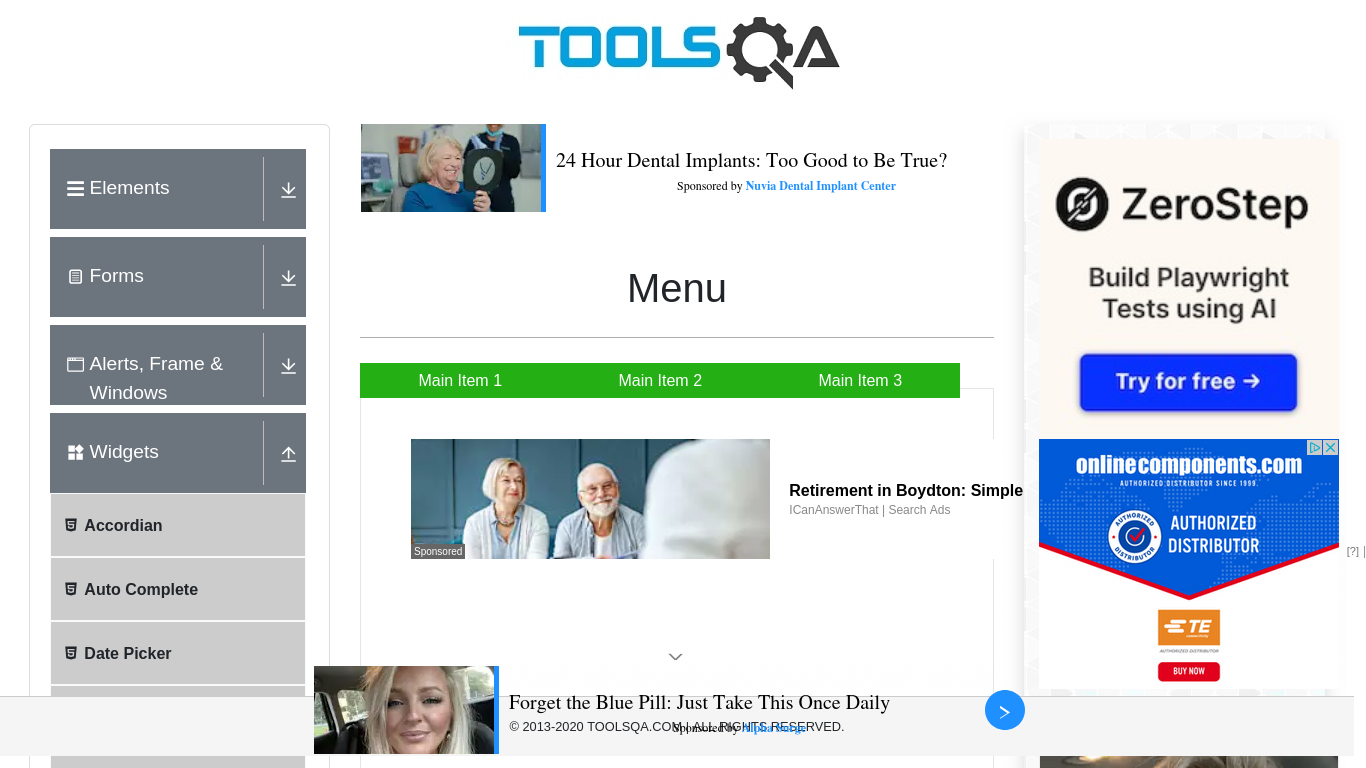 TOOLSQA
Elements
Forms
Alerts, Frame &
Windows
Widgets
Accordian
Auto Complete
Date Picker
24 Hour Dental Implants: Too Good to Be True?
Sponsored by Nuvia Dental Implant Center
Menu
Main Item 1
Main Item 2
Main Item 3
Sponsored
Retirement in Boydton: Simple
ICanAnswerThat | Search Ads
Forget the Blue Pill: Just Take This Once Daily
© 2013-2020 TOOLSQA.COM | ALL RIGHTS RESERVED.
Sponsored by Alpha Surge
ZeroStep
Build Playwright
Tests using AI
Try for free →
onlinecomponents.com
AUTHORIZED DISTRIBUTOR SINCE 1999.
AUTHORIZED
DISTRIBUTOR
TE
AUTHORIZED DISTRIBUTOR
BUY NOW
[?]